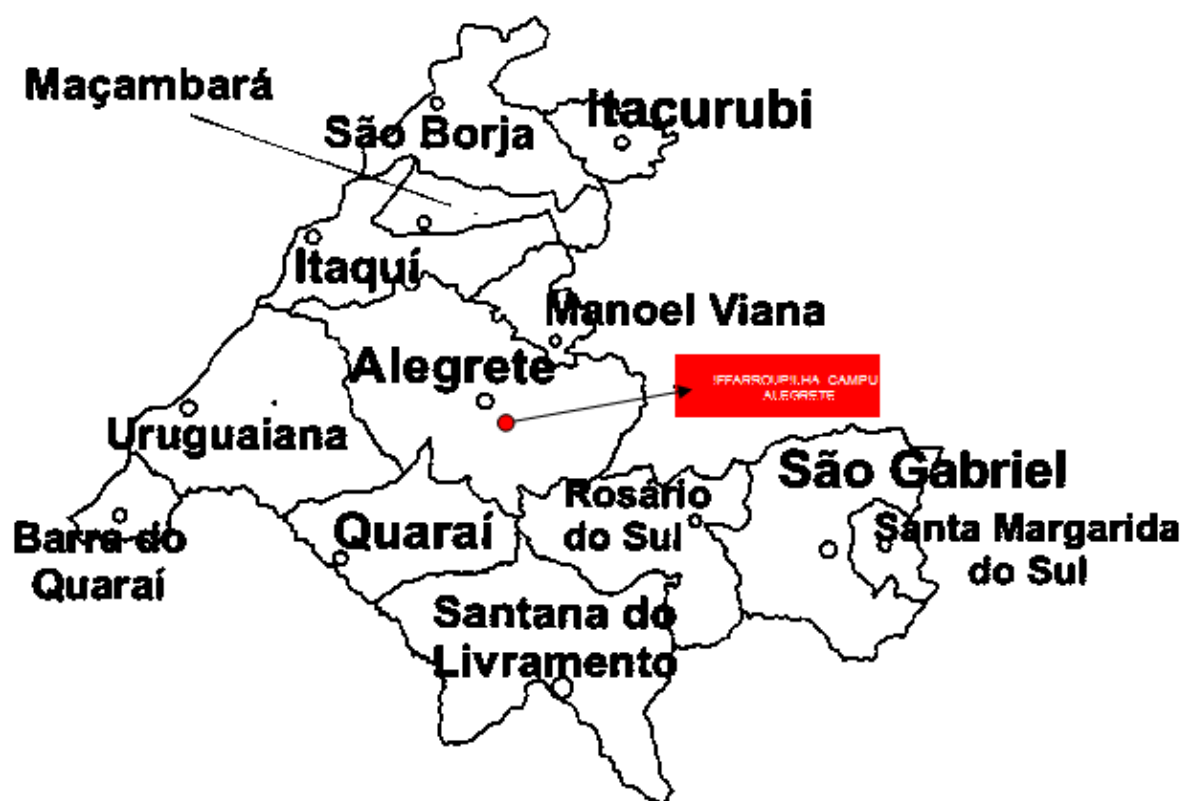 Maçambará
Itacurubi
São Borja
Itaquí
Manoel Viana
Alegrete
IFFARROUPILHA CAMPU
ALEGRETE
Uruguaiana
São Gabriel
Rosário
do Sul
Quaraí
Santa Margarida
do Sul
Barra do
Quaraí
Santana do
Livramento